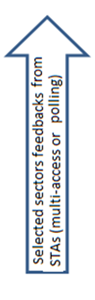 Selected sectors feedbacks from
STAs (multi-access or polling)